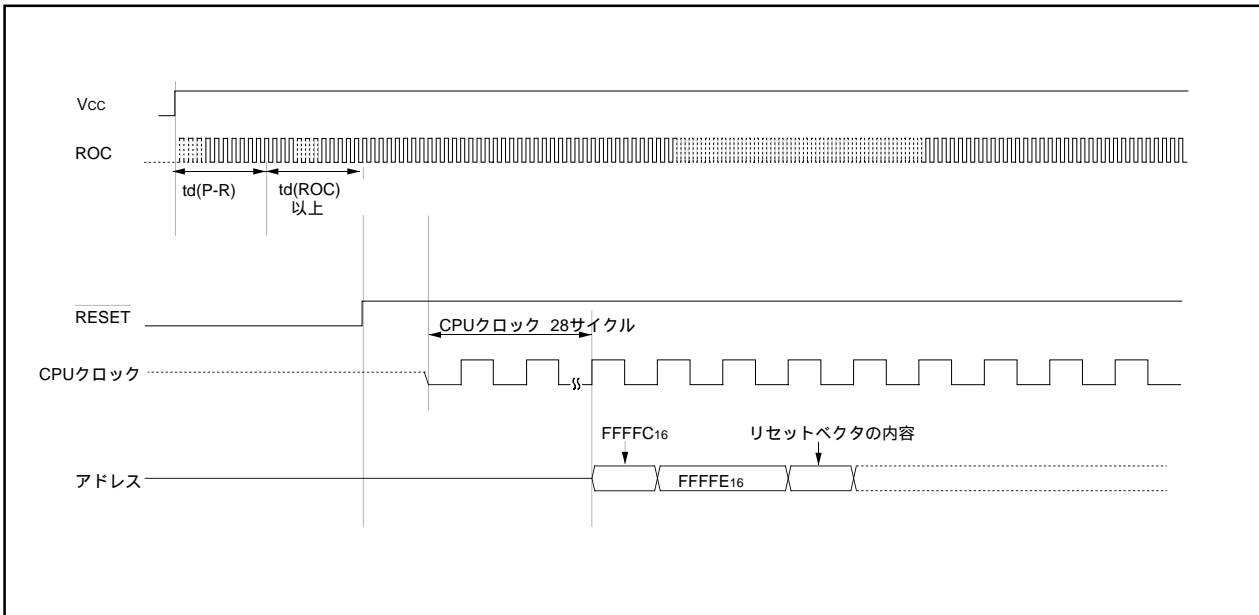 Vcc
ROC
td(P-R)
td(ROC)
以上
RESET
CPUクロック 28サイクル
CPUクロック
FFFFC16
リセットベクタの内容
アドレス
FFFFE16